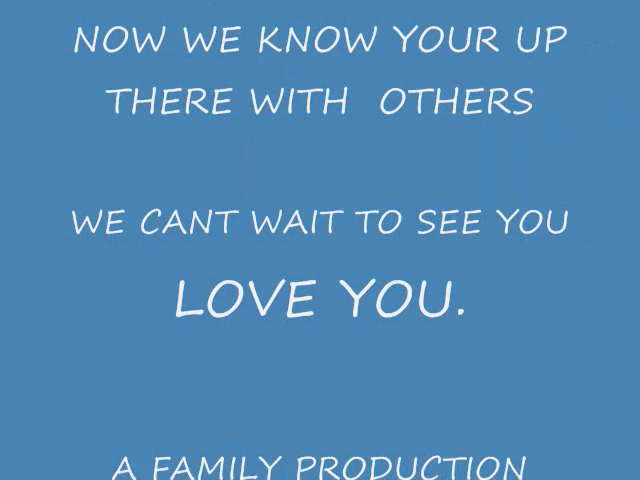 NOW WE KNOW YOUR UP
THERE WITH OTHERS
WE CANT WAIT TO SEE YOU
LOVE YOU.
A FAMILY PRODUCTION